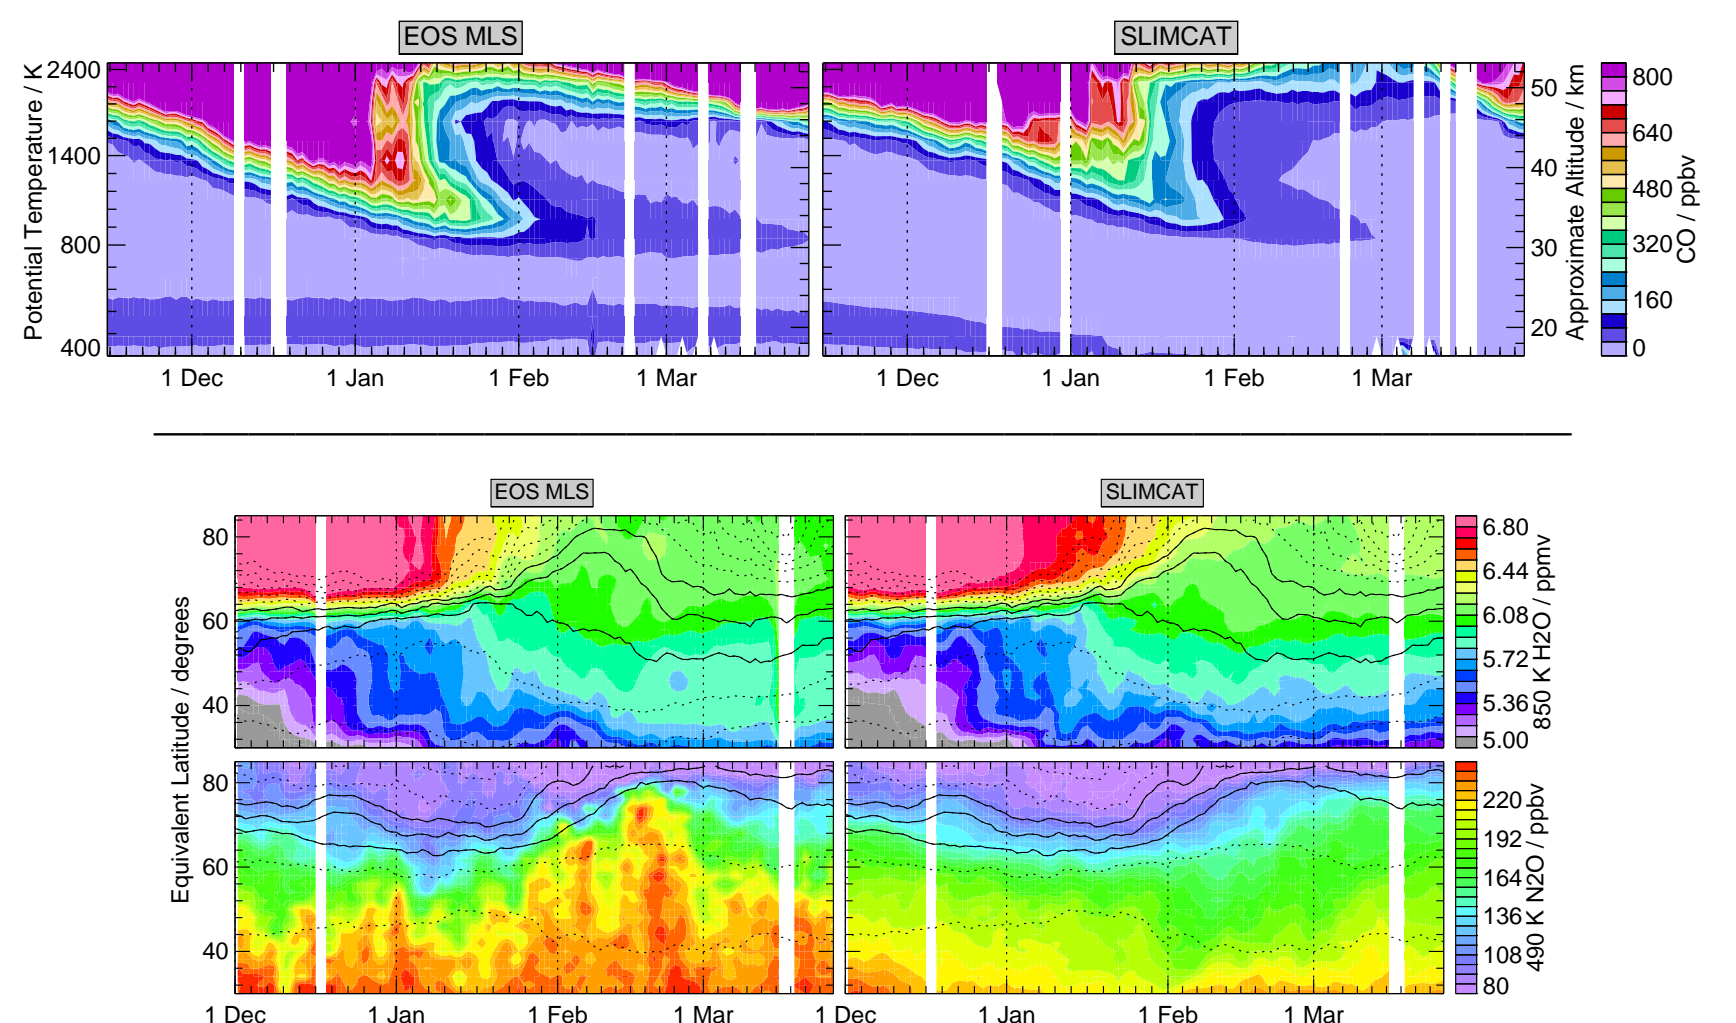 EOS MLS
SLIMCAT
Potential Temperature / K
2400
1400
800
400
1 Dec
1 Jan
1 Feb
1 Mar
1 Dec
1 Jan
1 Feb
1 Mar
50
40
30
20
Approximate Altitude / km
800
640
480
320
160
0
CO / ppbv
EOS MLS
SLIMCAT
Equivalent Latitude / degrees
80
60
40
6.80
6.44
6.08
5.72
5.36
5.00
850 K H2O / ppmv
80
60
40
220
192
164
136
108
80
490 K N2O / ppbv
1 Dec
1 Jan
1 Feb
1 Mar
1 Dec
1 Jan
1 Feb
1 Mar